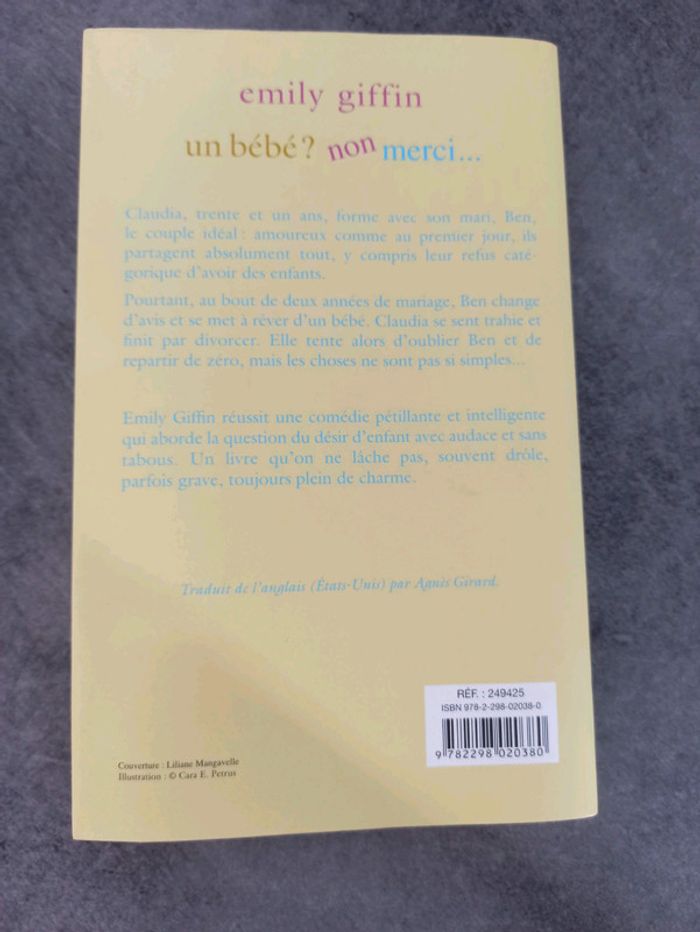 emily giffin
un bébé? non merci...
Claudia, trente et un ans, forme avec son mari, Ben,
le couple idéal : amoureux comme au premier jour, ils
partagent absolument tout, y compris leur refus caté-
gorique d'avoir des enfants.
Pourtant, au bout de deux années de mariage, Ben change
d'avis et se met à rêver d'un bébé. Claudia se sent trahie et
finit par divorcer. Elle tente alors d'oublier Ben et de
repartir de zéro, mais les choses ne sont pas si simples...
Emily Giffin réussit une comédie pétillante et intelligente
qui aborde la question du désir d'enfant avec audace et sans
tabous. Un livre qu'on ne lâche pas, souvent drôle,
parfois grave, toujours plein de charme.
Traduit de l'anglais (États-Unis) par Agnès Girard.
RÉF. : 249425
ISBN 978-2-298-02038-0
9 782298 020380
Couverture : Liliane Mangavelle
Illustration : © Cara E. Petrus